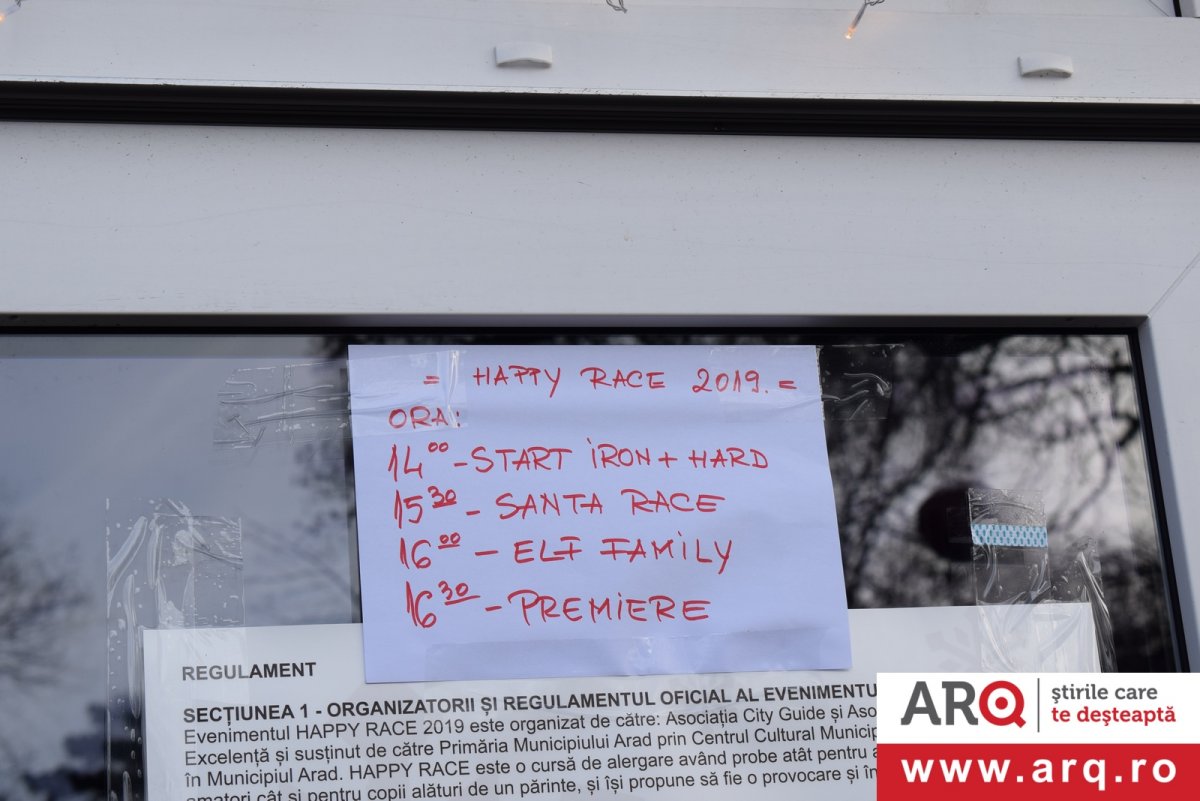 = HAPPY RACE 2019. =
ORA:
14⁰⁰ - START IRON + HARD
15³⁰ - SANTA RACE
16⁰⁰ - ELF FAMILY
16³⁰ - PREMIERE
REGULAMENT
SECȚIUNEA 1 - ORGANIZATORII ȘI REGULAMENTUL OFICIAL AL EVENIMENTU
Evenimentul HAPPY RACE 2019 este organizat de către: Asociația City Guide și Aso
Excelență și susținut de către Primăria Municipiului Arad prin Centrul Cultural Municip
în Municipiul Arad. HAPPY RACE este o cursă de alergare având probe atât pentru a
amatori cât și pentru copii alături de un părinte, și își propune să fie o provocare și în
ARQ
știrile care
te deșteaptă
www.arq.ro